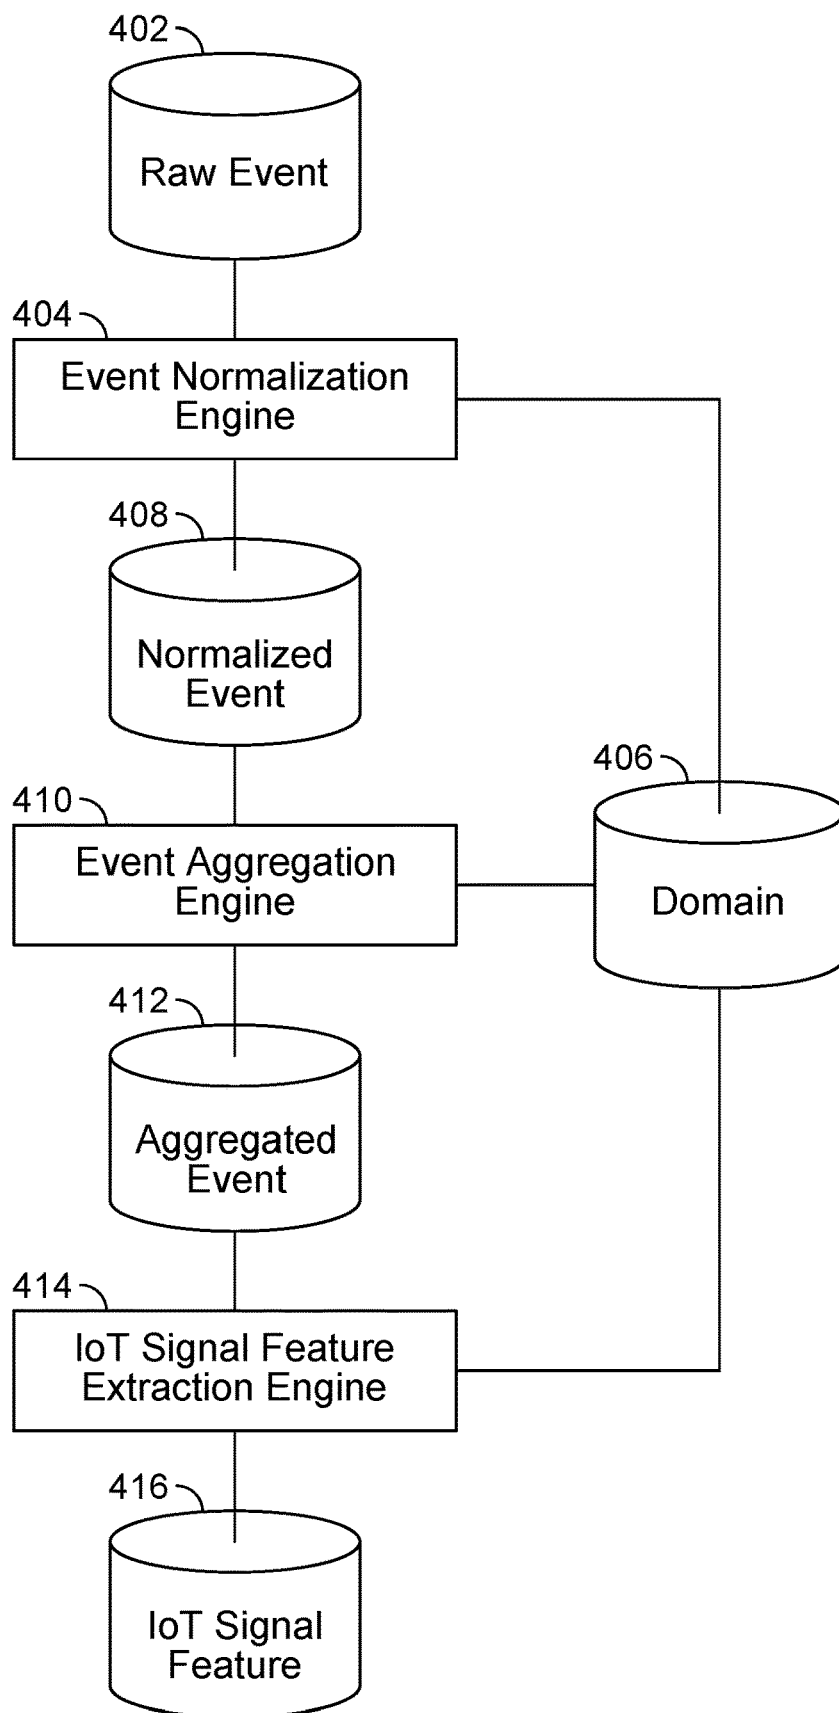 402
Raw Event
404
Event Normalization
Engine
408
Normalized
Event
406
Domain
410
Event Aggregation
Engine
412
Aggregated
Event
414
IoT Signal Feature
Extraction Engine
416
IoT Signal
Feature